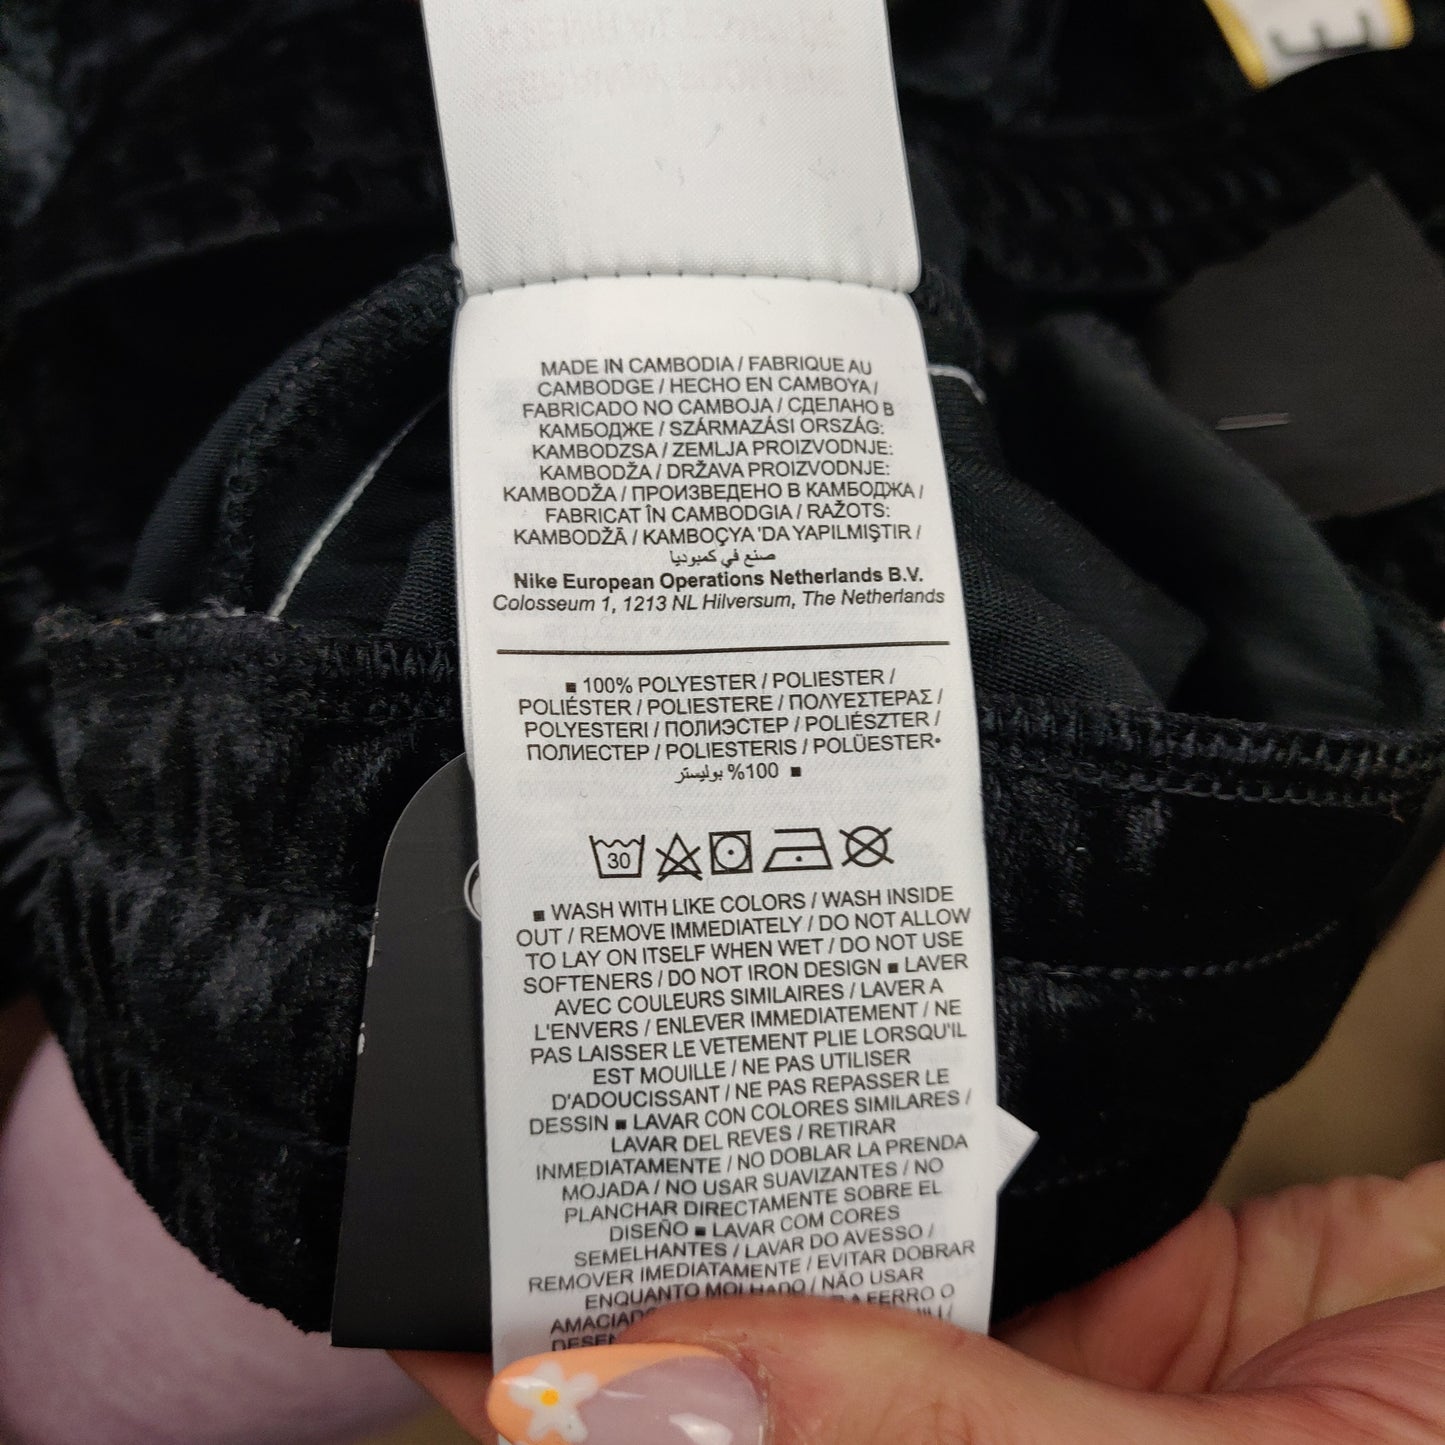 MADE IN CAMBODIA / FABRIQUE AU
CAMBODGE / HECHO EN CAMBOYA /
FABRICADO NO CAMBOJA / СДЕЛАНО В
КАМБОДЖЕ / SZÁRMAZÁSI ORSZÁG:
KAMBODZSA / ZEMLJA PROIZVODNJE:
KAMBODŽA / DRŽAVA PROIZVODNJE:
KAMBODŽA / ПРОИЗВЕДЕНО В КАМБОДЖА /
FABRICAT ÎN CAMBODGIA / RAŽOTS:
KAMBODŽĀ / KAMBOÇYA 'DA YAPILMIŞTIR /
صنع في كمبوديا
Nike European Operations Netherlands B.V.
Colosseum 1, 1213 NL Hilversum, The Netherlands
■ 100% POLYESTER / POLIESTER /
POLIÉSTER / POLIESTERE / ΠΟΛΥΕΣΤΕΡΑΣ /
POLYESTERI / ПОЛИЭСТЕР / POLIÉSZTER /
ПОЛИЕСТЕР / POLIESTERIS / POLÜESTER•
■ 100% بوليستر
30
■ WASH WITH LIKE COLORS / WASH INSIDE
OUT / REMOVE IMMEDIATELY / DO NOT ALLOW
TO LAY ON ITSELF WHEN WET / DO NOT USE
SOFTENERS / DO NOT IRON DESIGN ■ LAVER
AVEC COULEURS SIMILAIRES / LAVER A
L'ENVERS / ENLEVER IMMEDIATEMENT / NE
PAS LAISSER LE VETEMENT PLIE LORSQU'IL
EST MOUILLE / NE PAS UTILISER
D'ADOUCISSANT / NE PAS REPASSER LE
DESSIN ■ LAVAR CON COLORES SIMILARES /
LAVAR DEL REVES / RETIRAR
INMEDIATAMENTE / NO DOBLAR LA PRENDA
MOJADA / NO USAR SUAVIZANTES / NO
PLANCHAR DIRECTAMENTE SOBRE EL
DISEÑO ■ LAVAR COM CORES
SEMELHANTES / LAVAR DO AVESSO /
REMOVER IMEDIATAMENTE / EVITAR DOBRAR
ENQUANTO MOLHADO / NÃO USAR
A FERRO O